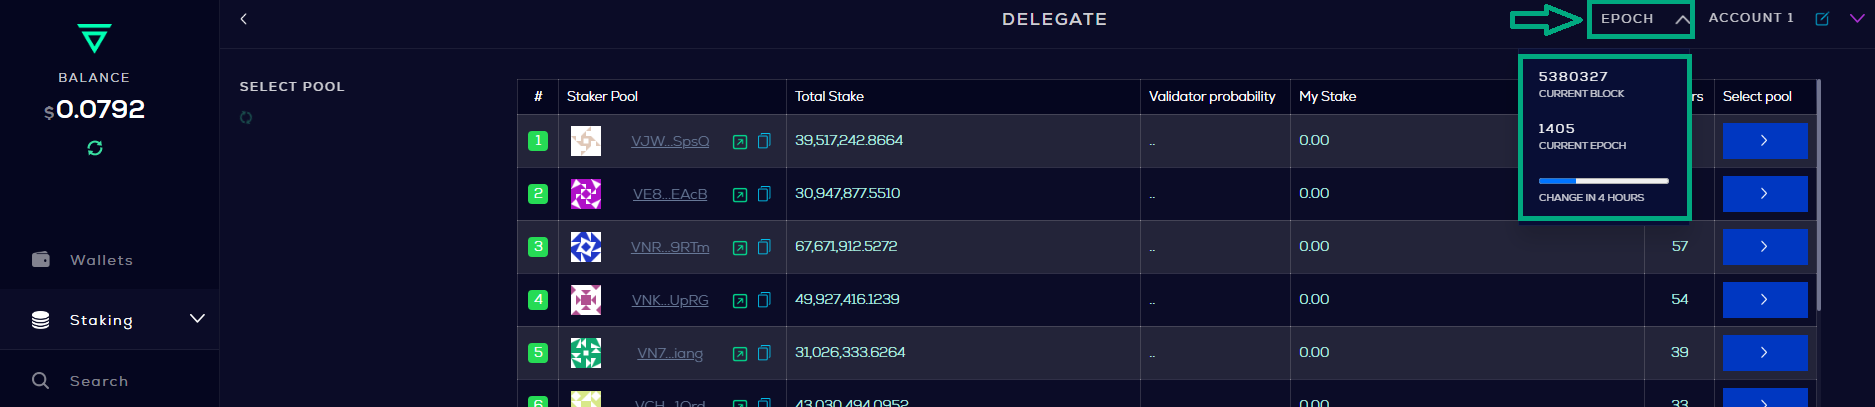 DELEGATE
EPOCH
ACCOUNT 1
BALANCE
$0.0792
Wallets
Staking
Search
SELECT POOL
5380327
CURRENT BLOCK
1405
CURRENT EPOCH
CHANGE IN 4 HOURS
# Staker Pool Total Stake Validator probability My Stake rs Select pool
1 VJW...SpsQ 39,517,242.8664 .. 0.00
2 VE8...EAcB 30,947,877.5510 .. 0.00
3 VNR...9RTm 67,671,912.5272 .. 0.00 57
4 VNK...UpRG 49,927,416.1239 .. 0.00 54
5 VN7...iang 31,026,333.6264 .. 0.00 39
6 VCH...1Qrd 43,030,494.0952 .. 0.00 33